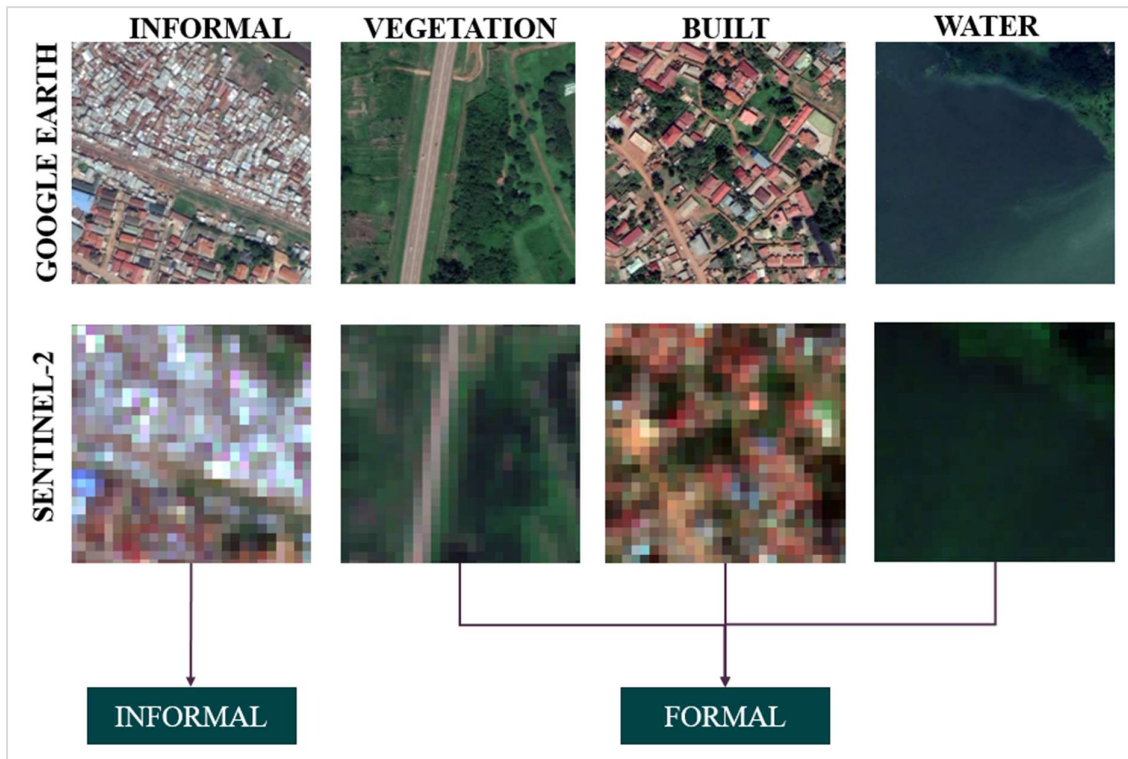 INFORMAL
VEGETATION
BUILT
WATER
GOOGLE EARTH
SENTINEL-2
INFORMAL
FORMAL